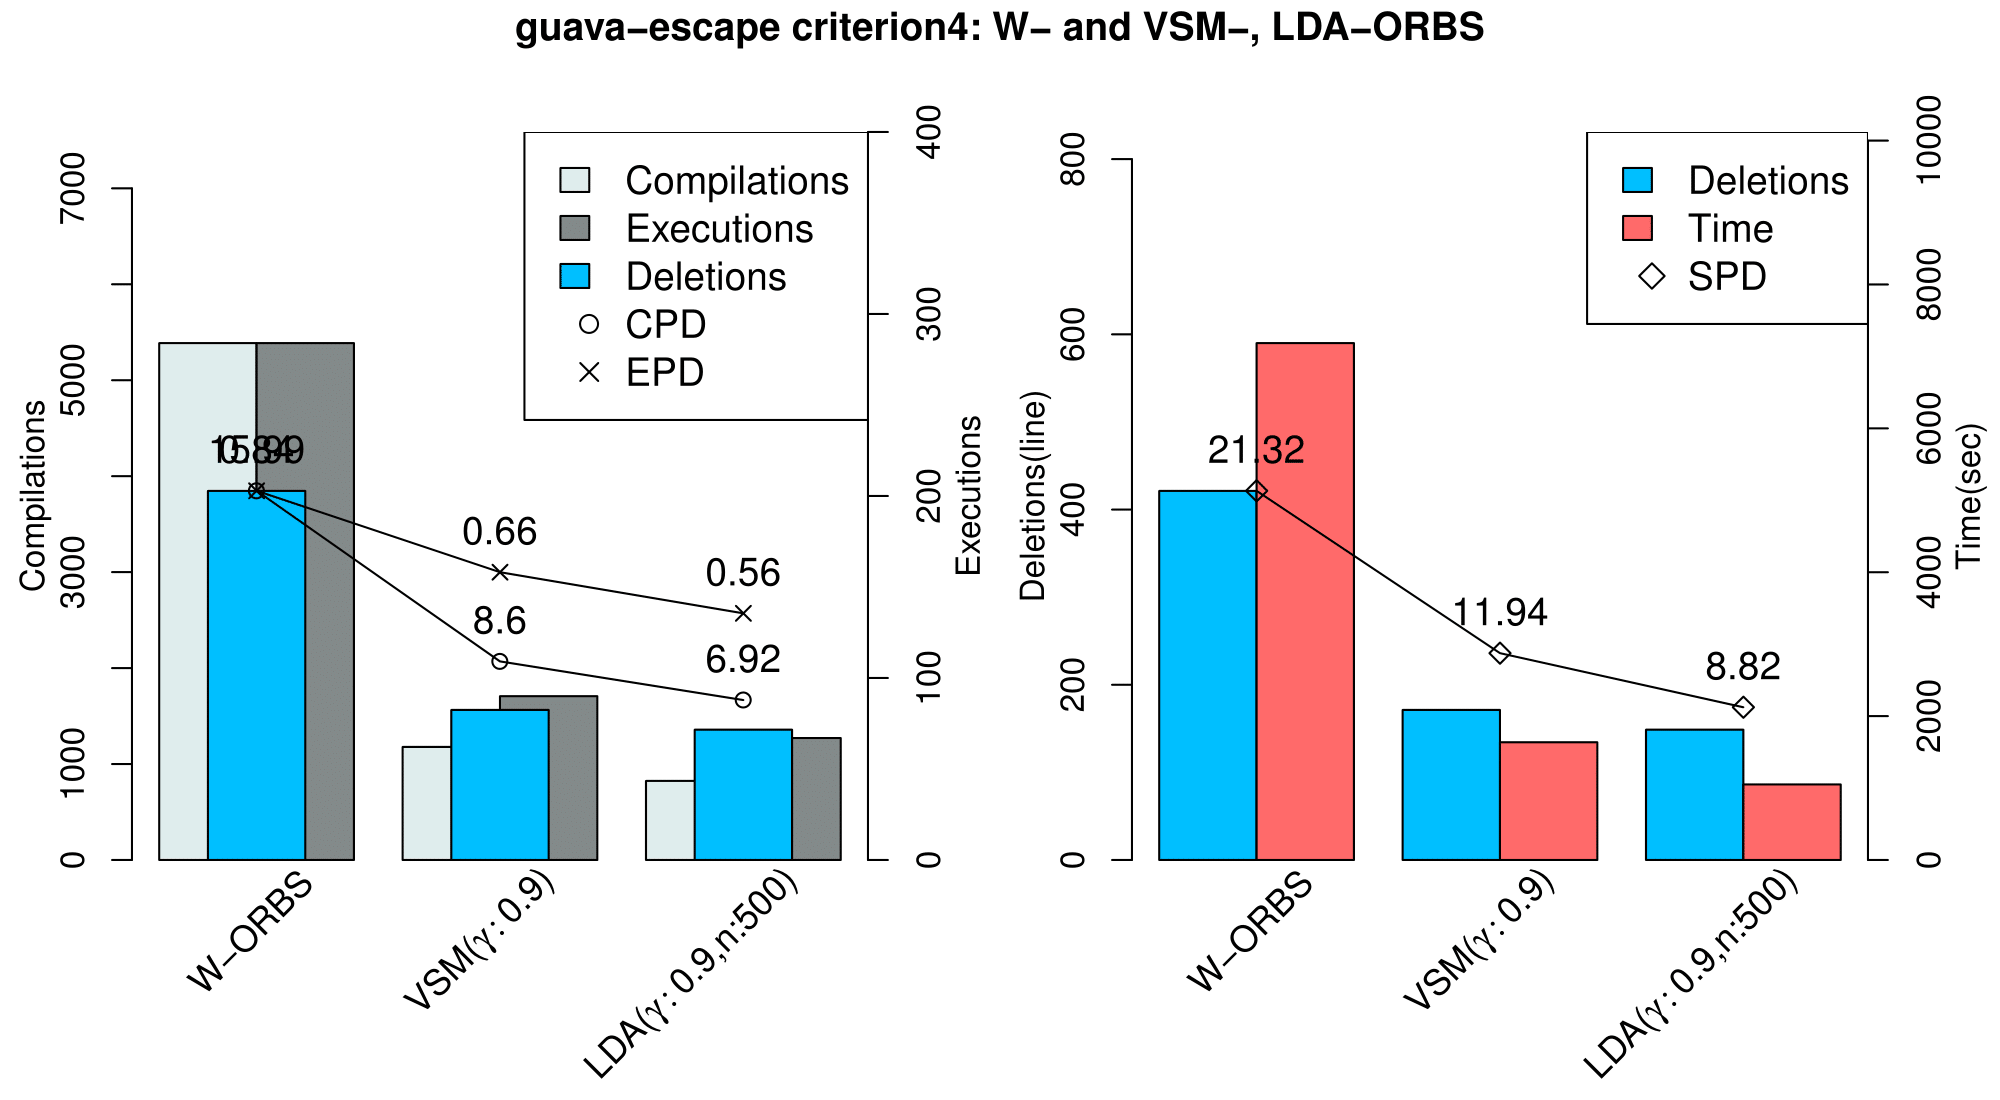 guava−escape criterion4: W− and VSM−, LDA−ORBS
Compilations
Executions
Deletions
CPD
EPD
Compilations
0
1000
3000
5000
7000
Executions
0
100
200
300
400
0.66
0.56
8.6
6.92
W−ORBS
VSM(γ: 0.9)
LDA(γ: 0.9,n:500)
Deletions
Time
SPD
Deletions(line)
0
200
400
600
800
Time(sec)
0
2000
4000
6000
8000
10000
21.32
11.94
8.82
W−ORBS
VSM(γ: 0.9)
LDA(γ: 0.9,n:500)